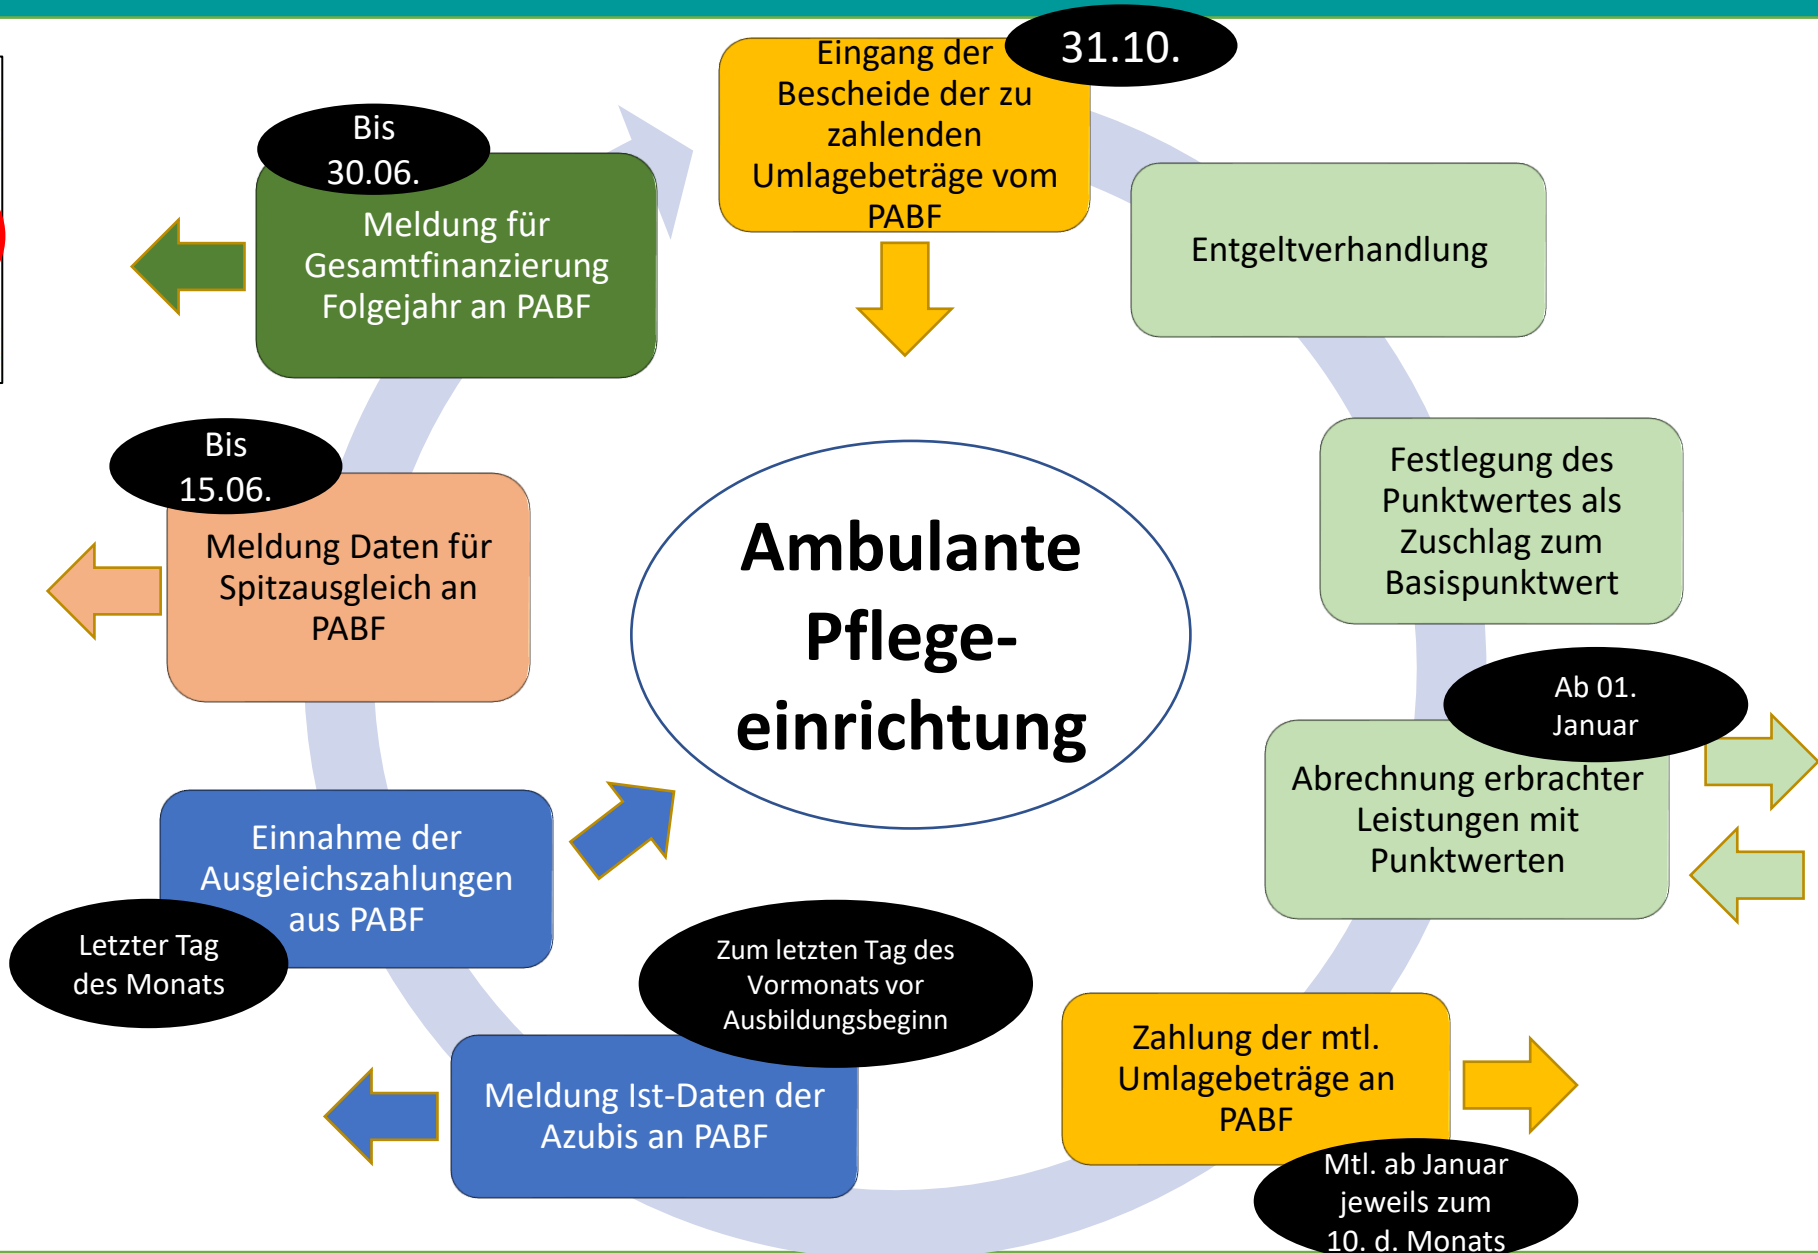 31.10.
Eingang der
Bescheide der zu
zahlenden
Umlagebeträge vom
PABF
Entgeltverhandlung
Festlegung des
Punktwertes als
Zuschlag zum
Basispunktwert
Ab 01.
Januar
Abrechnung erbrachter
Leistungen mit
Punktwerten
Zahlung der mtl.
Umlagebeträge an
PABF
Mtl. ab Januar
jeweils zum
10. d. Monats
Zum letzten Tag des
Vormonats vor
Ausbildungsbeginn
Meldung Ist-Daten der
Azubis an PABF
Einnahme der
Ausgleichszahlungen
aus PABF
Letzter Tag
des Monats
Bis
15.06.
Meldung Daten für
Spitzausgleich an
PABF
Bis
30.06.
Meldung für
Gesamtfinanzierung
Folgejahr an PABF
Ambulante
Pflege-
einrichtung